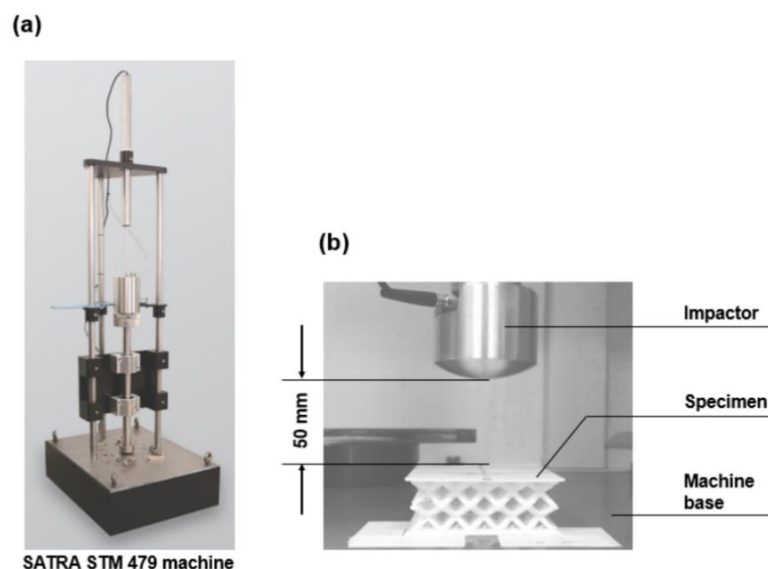 (a)
SATRA STM 479 machine
(b)
50 mm
Impactor
Specimen
Machine
base